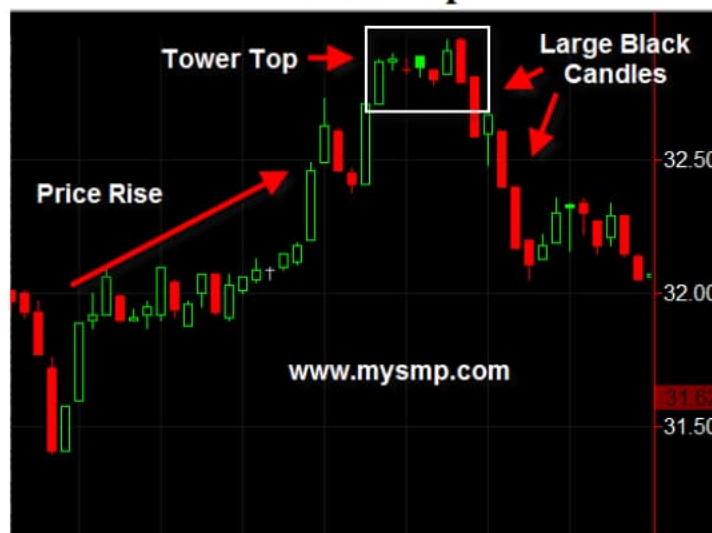 Tower Top
Large Black
Candles
32.50
Price Rise
32.00
www.mysmp.com
31.50